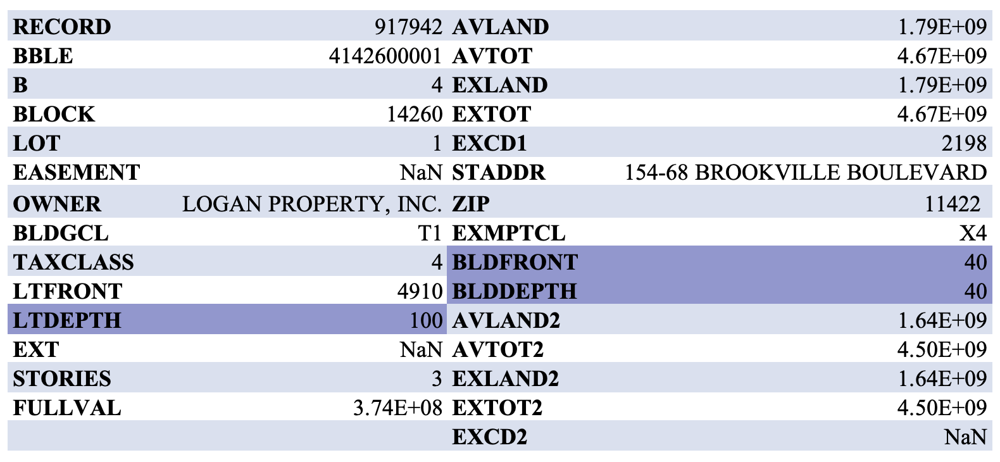 RECORD 917942 AVLAND 1.79E+09
BBLE 4142600001 AVTOT 4.67E+09
B 4 EXLAND 1.79E+09
BLOCK 14260 EXTOT 4.67E+09
LOT 1 EXCD1 2198
EASEMENT NaN STADDR 154-68 BROOKVILLE BOULEVARD
OWNER LOGAN PROPERTY, INC. ZIP 11422
BLDGCL T1 EXMPTCL X4
TAXCLASS 4 BLDFRONT 40
LTFRONT 4910 BLDDEPTH 40
LTDEPTH 100 AVLAND2 1.64E+09
EXT NaN AVTOT2 4.50E+09
STORIES 3 EXLAND2 1.64E+09
FULLVAL 3.74E+08 EXTOT2 4.50E+09
EXCD2 NaN